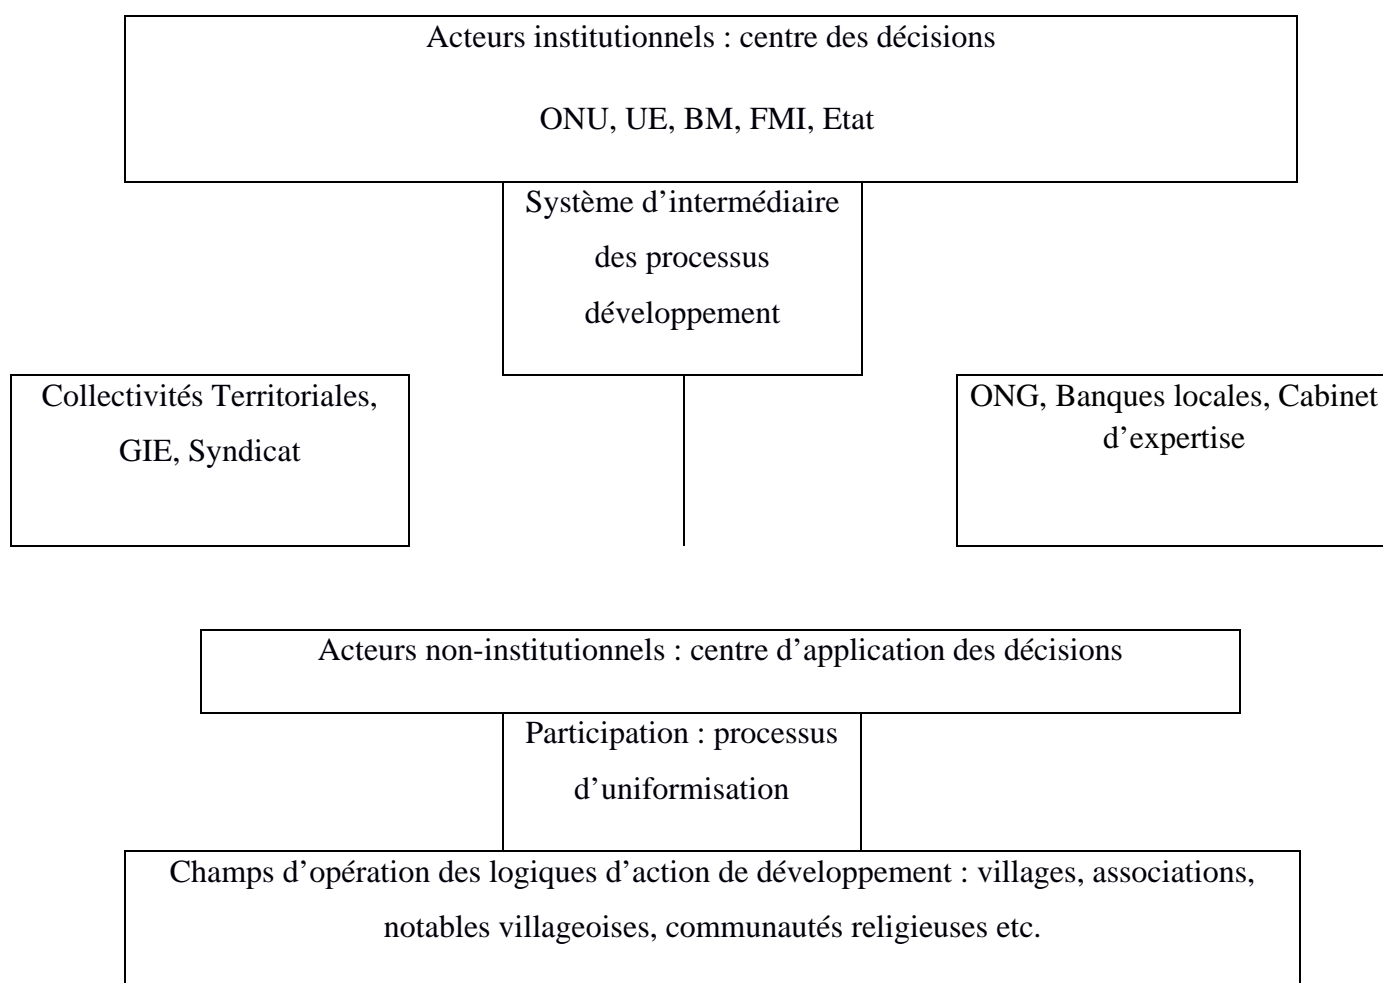 Acteurs institutionnels : centre des décisions
ONU, UE, BM, FMI, Etat
Système d’intermédiaire
des processus
développement
Collectivités Territoriales,
GIE, Syndicat
ONG, Banques locales, Cabinet
d’expertise
Acteurs non-institutionnels : centre d’application des décisions
Participation : processus
d’uniformisation
Champs d’opération des logiques d’action de développement : villages, associations,
notables villageoises, communautés religieuses etc.